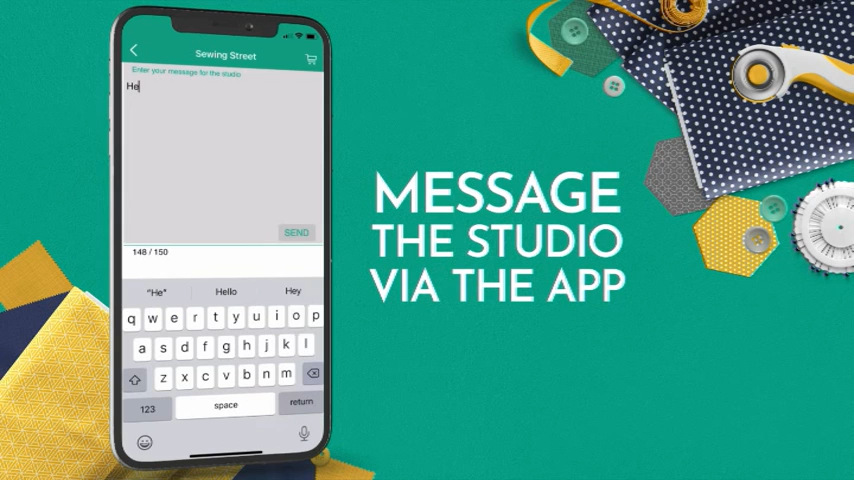 Sewing Street
Enter your message for the studio
He
SEND
148 / 150
"He" Hello Hey
q w e r t y u i o p
a s d f g h j k l
z x c v b n m
123 space return
MESSAGE
THE STUDIO
VIA THE APP